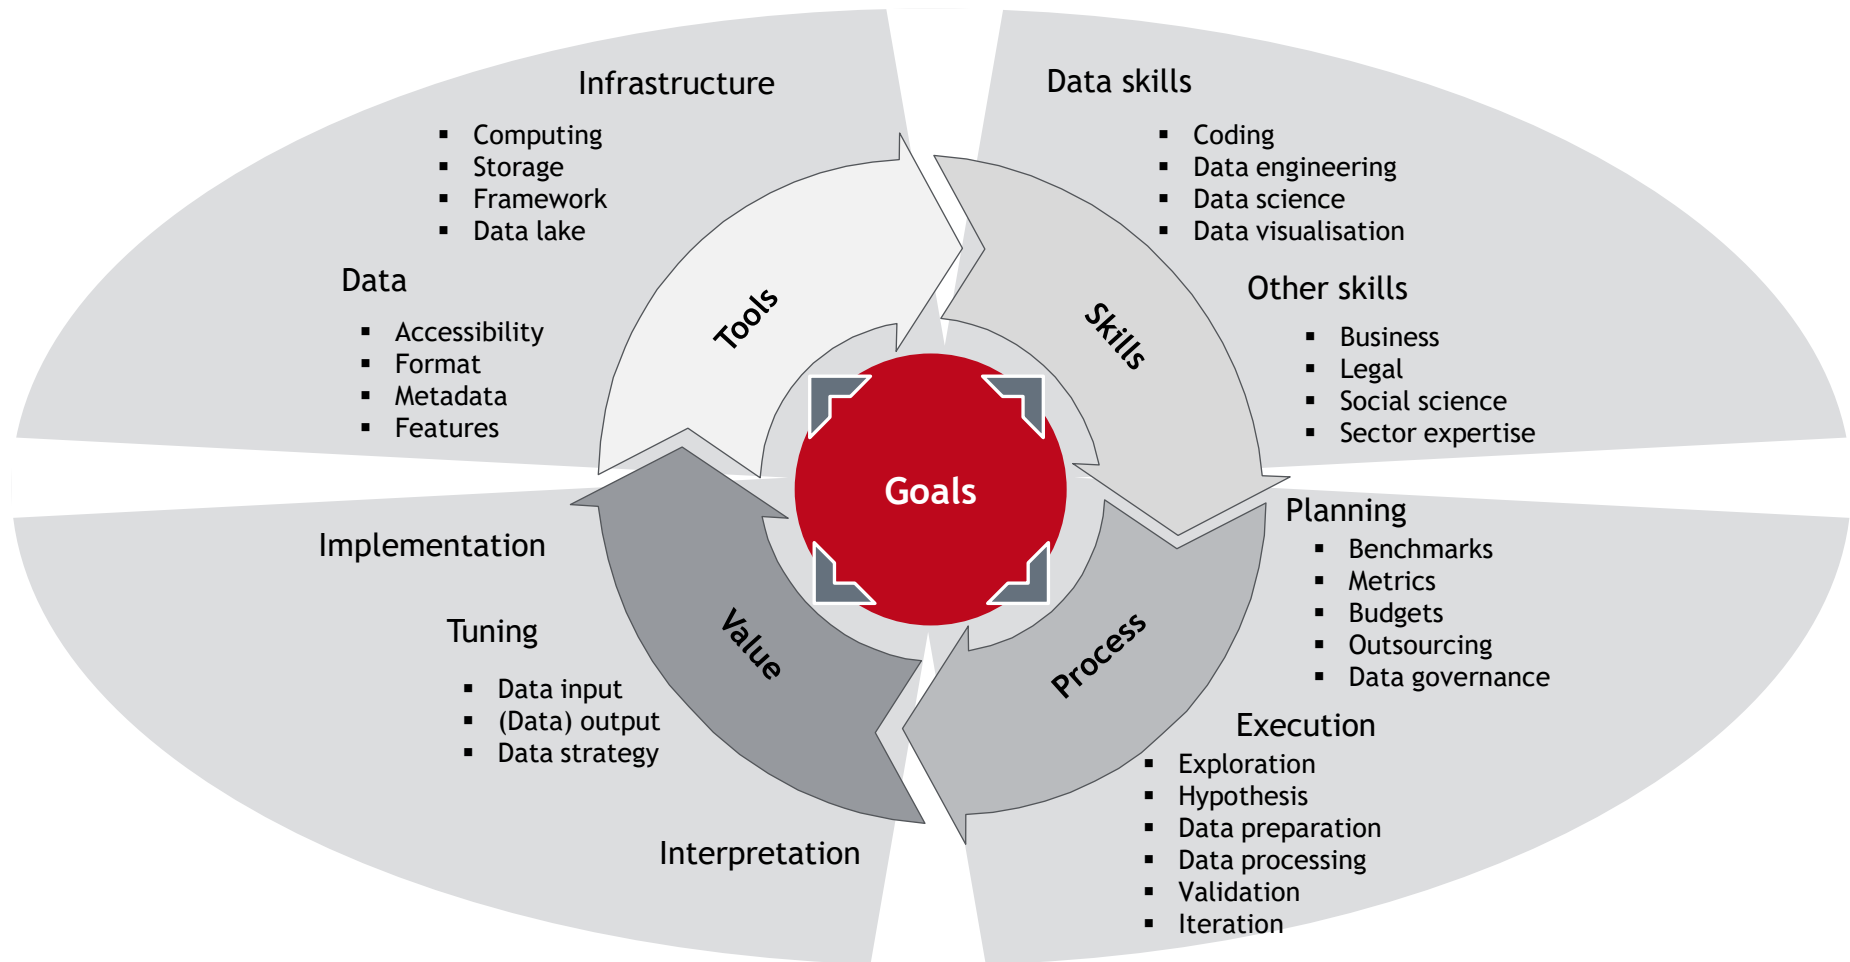 Infrastructure
▪ Computing
▪ Storage
▪ Framework
▪ Data lake
Data
▪ Accessibility
▪ Format
▪ Metadata
▪ Features
Data skills
▪ Coding
▪ Data engineering
▪ Data science
▪ Data visualisation
Other skills
▪ Business
▪ Legal
▪ Social science
▪ Sector expertise
Tools
Skills
Goals
Value
Process
Implementation
Tuning
▪ Data input
▪ (Data) output
▪ Data strategy
Interpretation
Planning
▪ Benchmarks
▪ Metrics
▪ Budgets
▪ Outsourcing
▪ Data governance
Execution
▪ Exploration
▪ Hypothesis
▪ Data preparation
▪ Data processing
▪ Validation
▪ Iteration